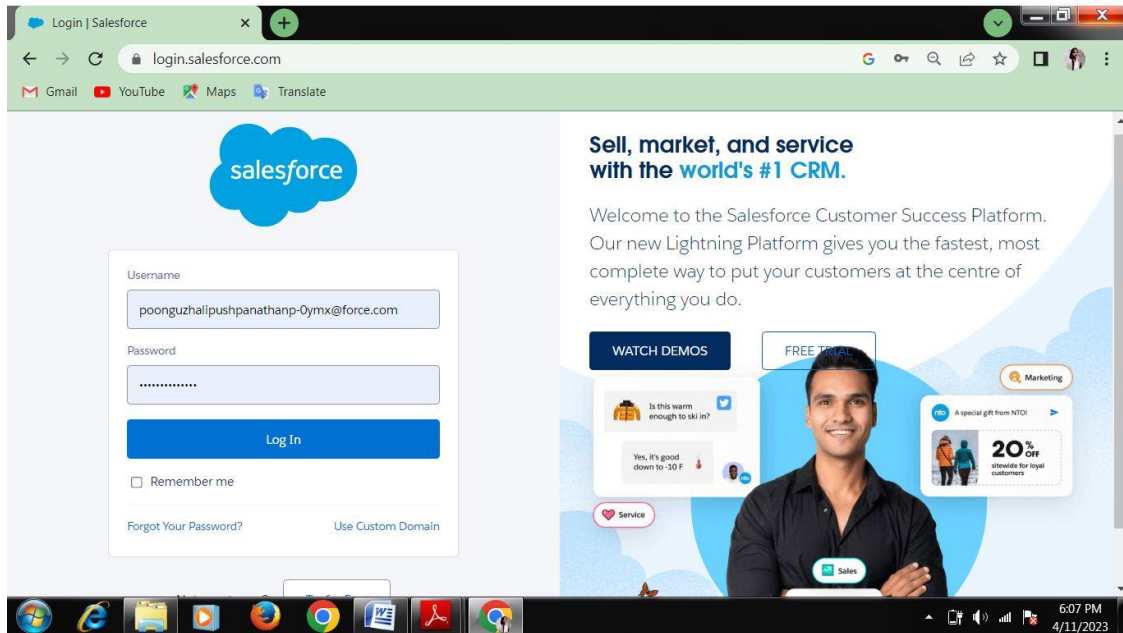 Login | Salesforce
login.salesforce.com
Gmail
YouTube
Maps
Translate
salesforce
Username
poonguzhalipushpanathanp-0ymx@force.com
Password
Log In
Remember me
Forgot Your Password?
Use Custom Domain
Sell, market, and service
with the world's #1 CRM.
Welcome to the Salesforce Customer Success Platform.
Our new Lightning Platform gives you the fastest, most
complete way to put your customers at the centre of
everything you do.
WATCH DEMOS
FREE TRIAL
Marketing
Is this warm
enough to ski in?
Yes, it's good
down to -10 F
nto
nto
A special gift from NTO!
20% OFF
sitewide for loyal
customers
Service
Sales
6:07 PM
4/11/2023